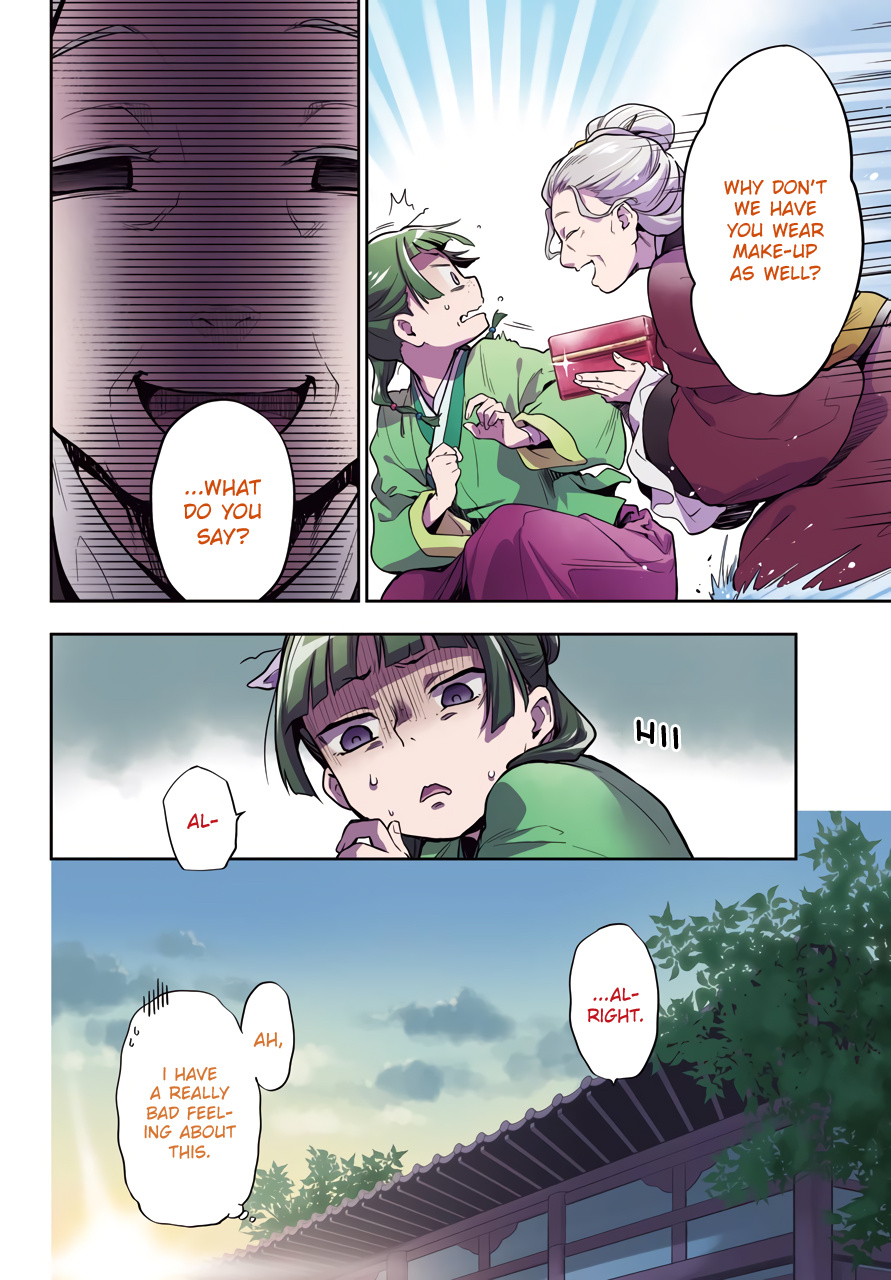 WHY DON'T
WE HAVE
YOU WEAR
MAKE-UP
AS WELL?
...WHAT
DO YOU
SAY?
HII
AL-
...AL-
RIGHT.
AH,
I HAVE
A REALLY
BAD FEEL-
ING ABOUT
THIS.